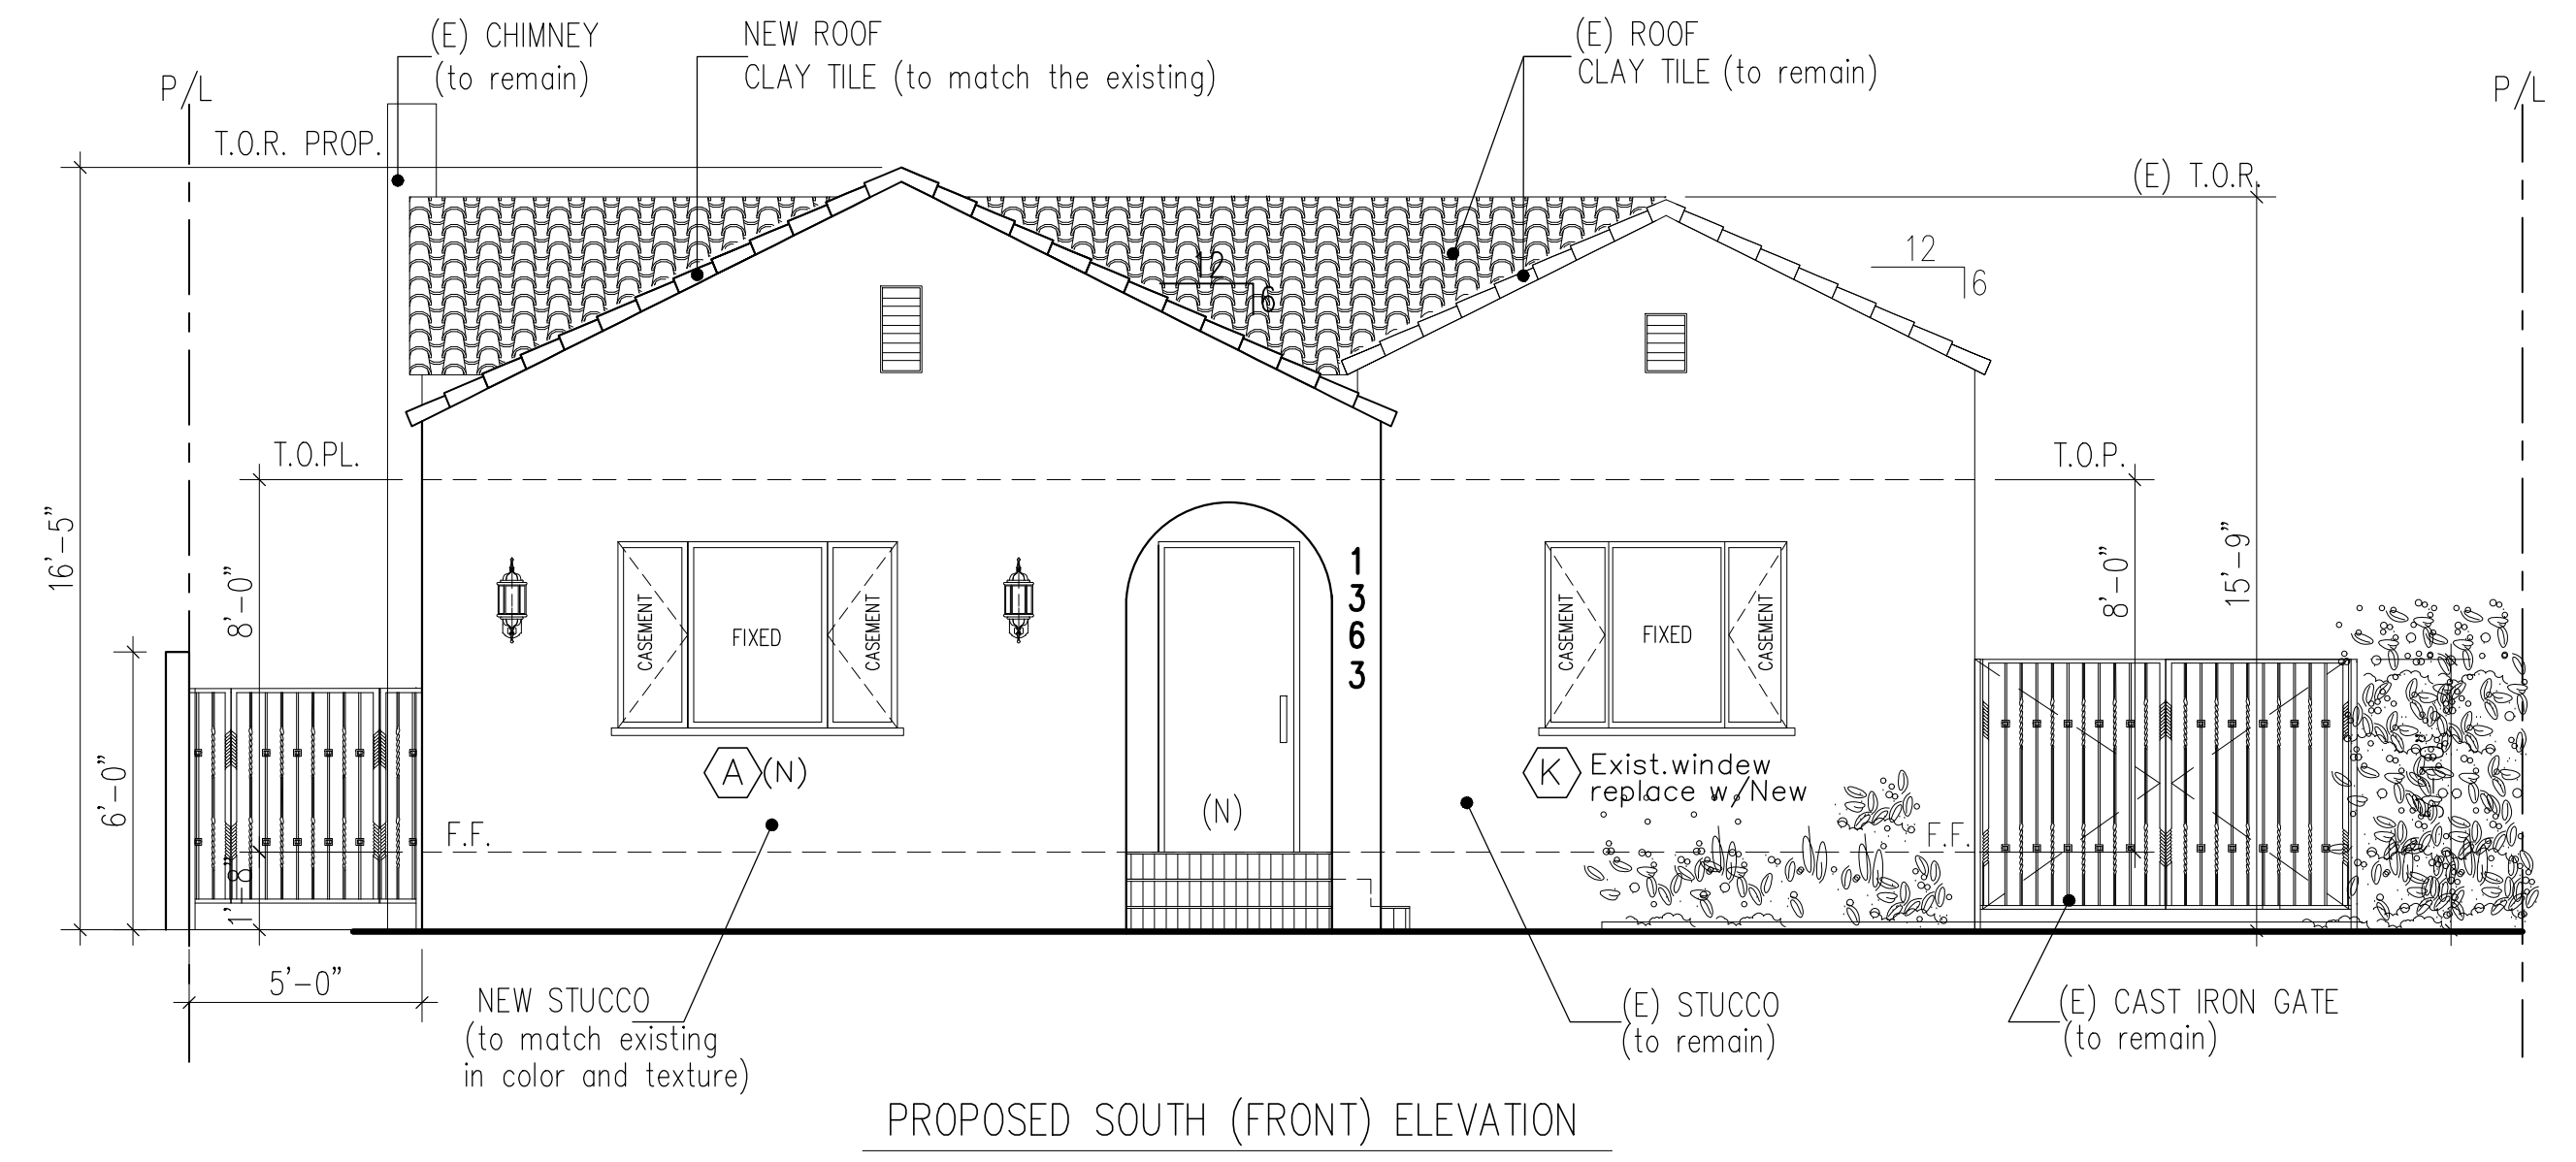 (E) CHIMNEY
(to remain)
NEW ROOF
CLAY TILE (to match the existing)
(E) ROOF
CLAY TILE (to remain)
P/L
P/L
T.O.R. PROP.
(E) T.O.R.
12
6
12
6
T.O.PL.
T.O.P.
16'-5"
8'-0"
6'-0"
1'-8"
5'-0"
8'-0"
15'-9"
CASEMENT
FIXED
CASEMENT
1
3
6
3
CASEMENT
FIXED
CASEMENT
A (N)
(N)
K Exist.windew
replace w/New
F.F.
F.F.
NEW STUCCO
(to match existing
in color and texture)
(E) STUCCO
(to remain)
(E) CAST IRON GATE
(to remain)
PROPOSED SOUTH (FRONT) ELEVATION